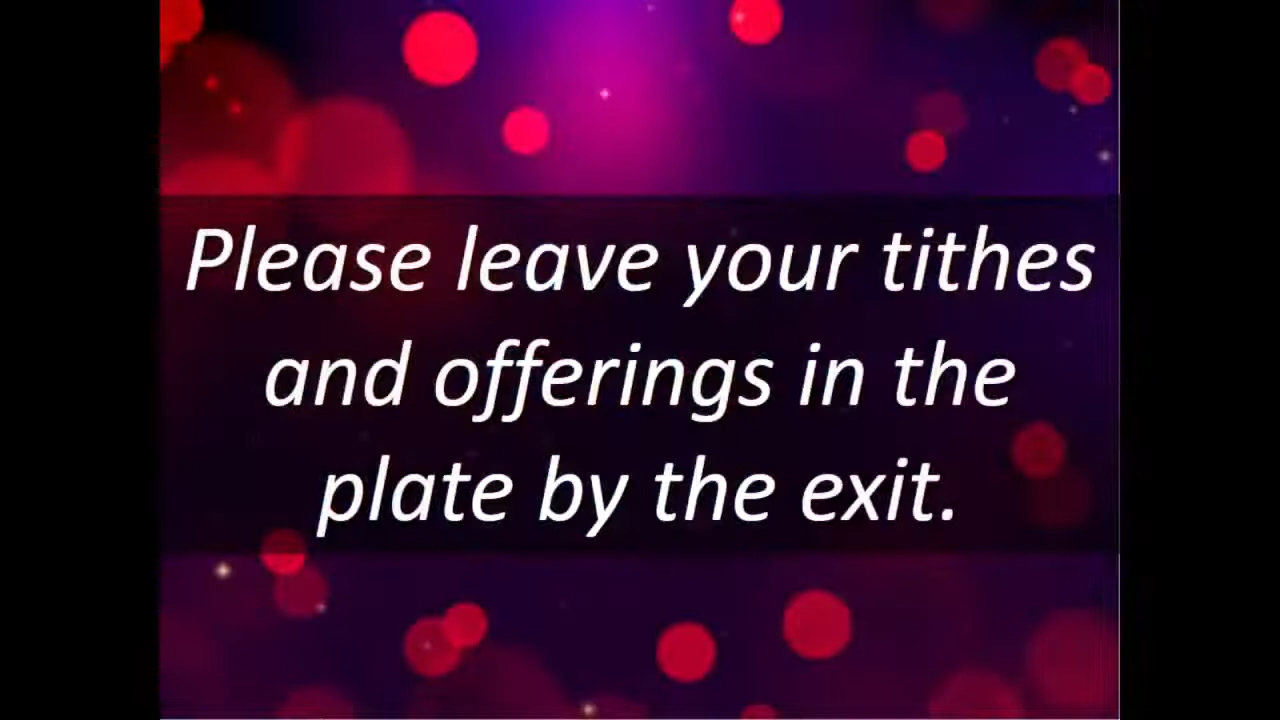 Please leave your tithes
and offerings in the
plate by the exit.